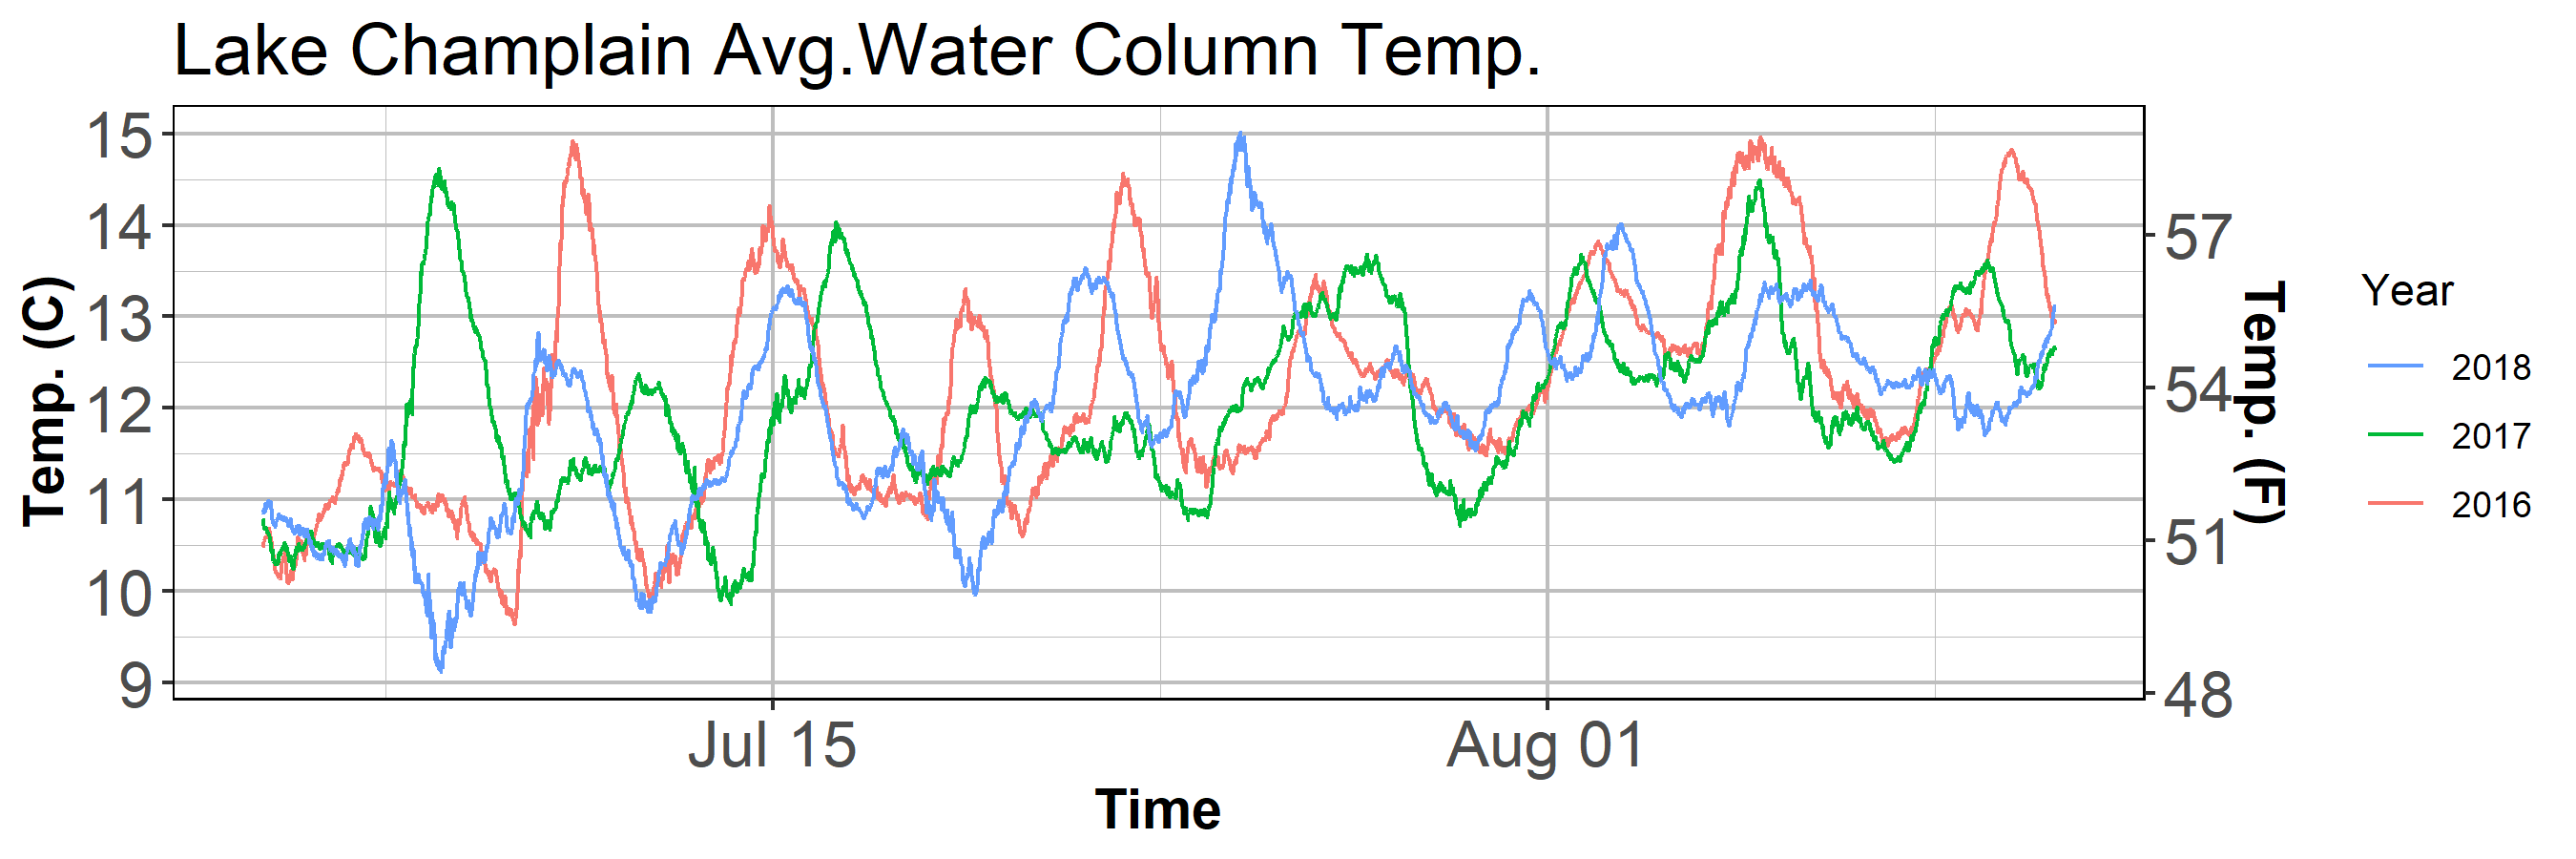 Lake Champlain Avg.Water Column Temp.
Temp. (C)
15
14
13
12
11
10
9
Jul 15
Aug 01
Time
57
54
51
48
Temp. (F)
Year
2018
2017
2016